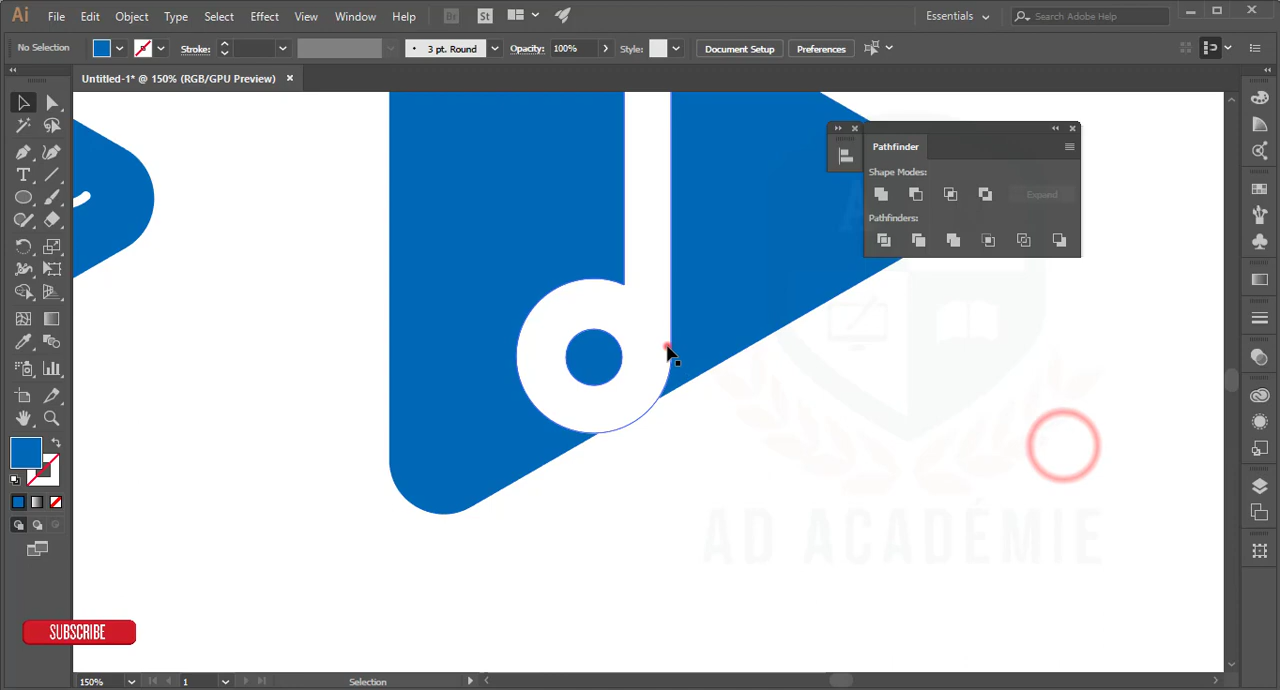 Ai File Edit Object Type Select Effect View Window Help Br St Essentials Search Adobe Help
No Selection Stroke: 3 pt. Round Opacity: 100% Style: Document Setup Preferences
Untitled-1* @ 150% (RGB/GPU Preview)
Pathfinder
Shape Modes:
Expand
Pathfinders:
AD ACADÉMIE
SUBSCRIBE
150% 1 Selection